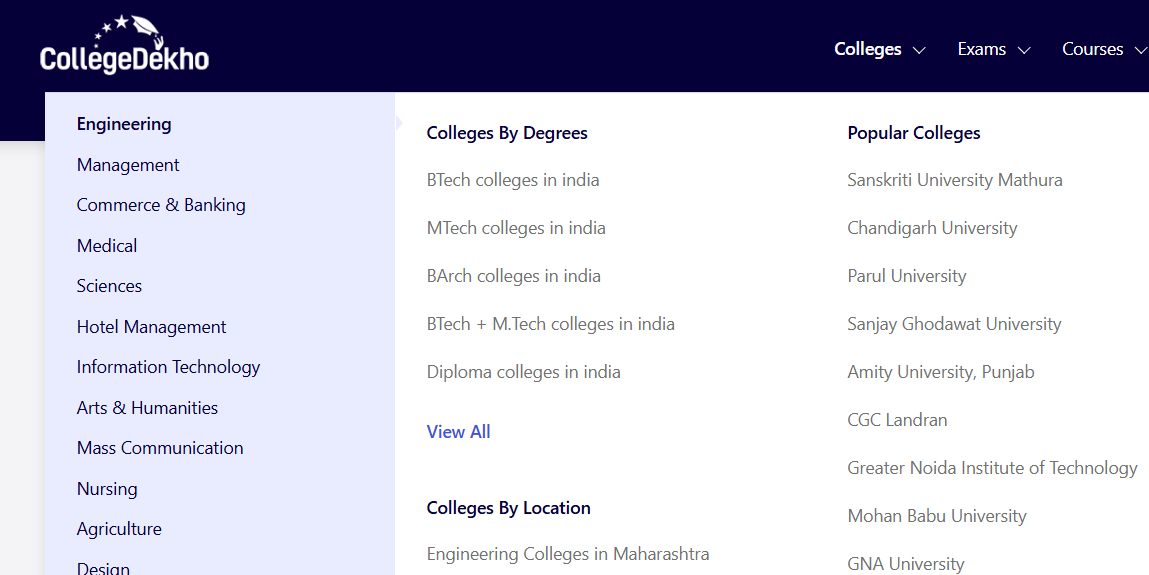 CollegeDekho
Colleges
Exams
Courses
Engineering
Management
Commerce & Banking
Medical
Sciences
Hotel Management
Information Technology
Arts & Humanities
Mass Communication
Nursing
Agriculture
Design
Colleges By Degrees
BTech colleges in india
MTech colleges in india
BArch colleges in india
BTech + M.Tech colleges in india
Diploma colleges in india
View All
Colleges By Location
Engineering Colleges in Maharashtra
Popular Colleges
Sanskriti University Mathura
Chandigarh University
Parul University
Sanjay Ghodawat University
Amity University, Punjab
CGC Landran
Greater Noida Institute of Technology
Mohan Babu University
GNA University